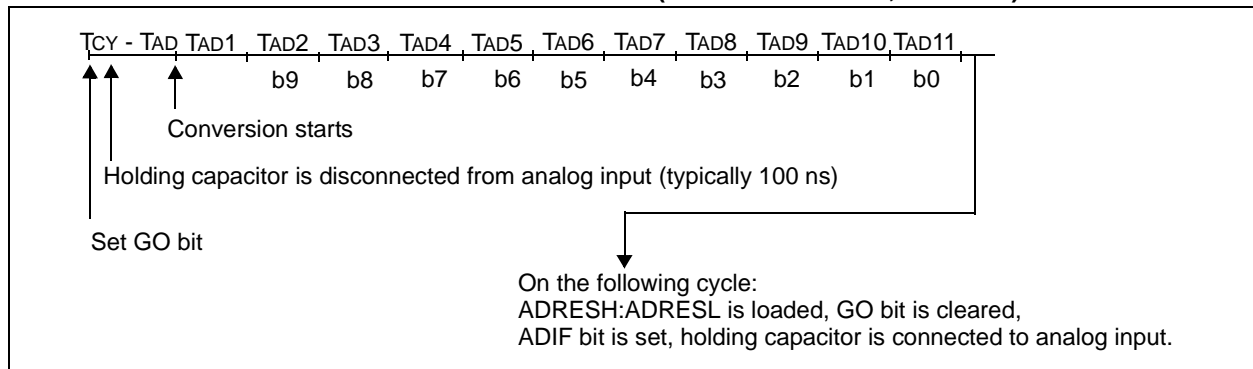 TCY - TAD TAD1 TAD2 TAD3 TAD4 TAD5 TAD6 TAD7 TAD8 TAD9 TAD10 TAD11
b9 b8 b7 b6 b5 b4 b3 b2 b1 b0
Conversion starts
Holding capacitor is disconnected from analog input (typically 100 ns)
Set GO bit
On the following cycle:
ADRESH:ADRESL is loaded, GO bit is cleared,
ADIF bit is set, holding capacitor is connected to analog input.